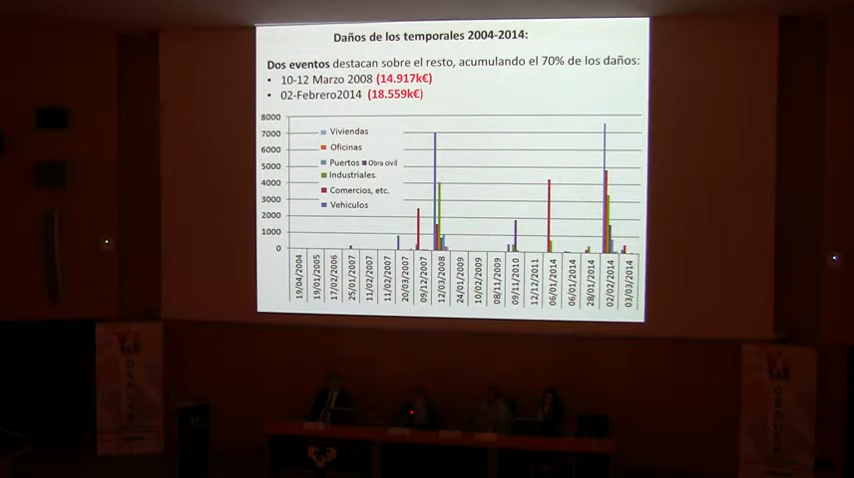 Daños de los temporales 2004-2014:
Dos eventos destacan sobre el resto, acumulando el 70% de los daños:
• 10-12 Marzo 2008 (14.917k€)
• 02-Febrero2014 (18.559k€)
8000
7000
6000
5000
4000
3000
2000
1000
0
Viviendas
Oficinas
Puertos Obra civil
Industriales.
Comercios, etc.
Vehiculos
19/04/2004
19/01/2005
17/02/2006
25/01/2007
11/02/2007
11/02/2007
20/03/2007
09/12/2007
12/03/2008
24/01/2009
10/02/2009
08/11/2009
09/11/2010
12/12/2011
06/01/2014
06/01/2014
28/01/2014
02/02/2014
03/03/2014